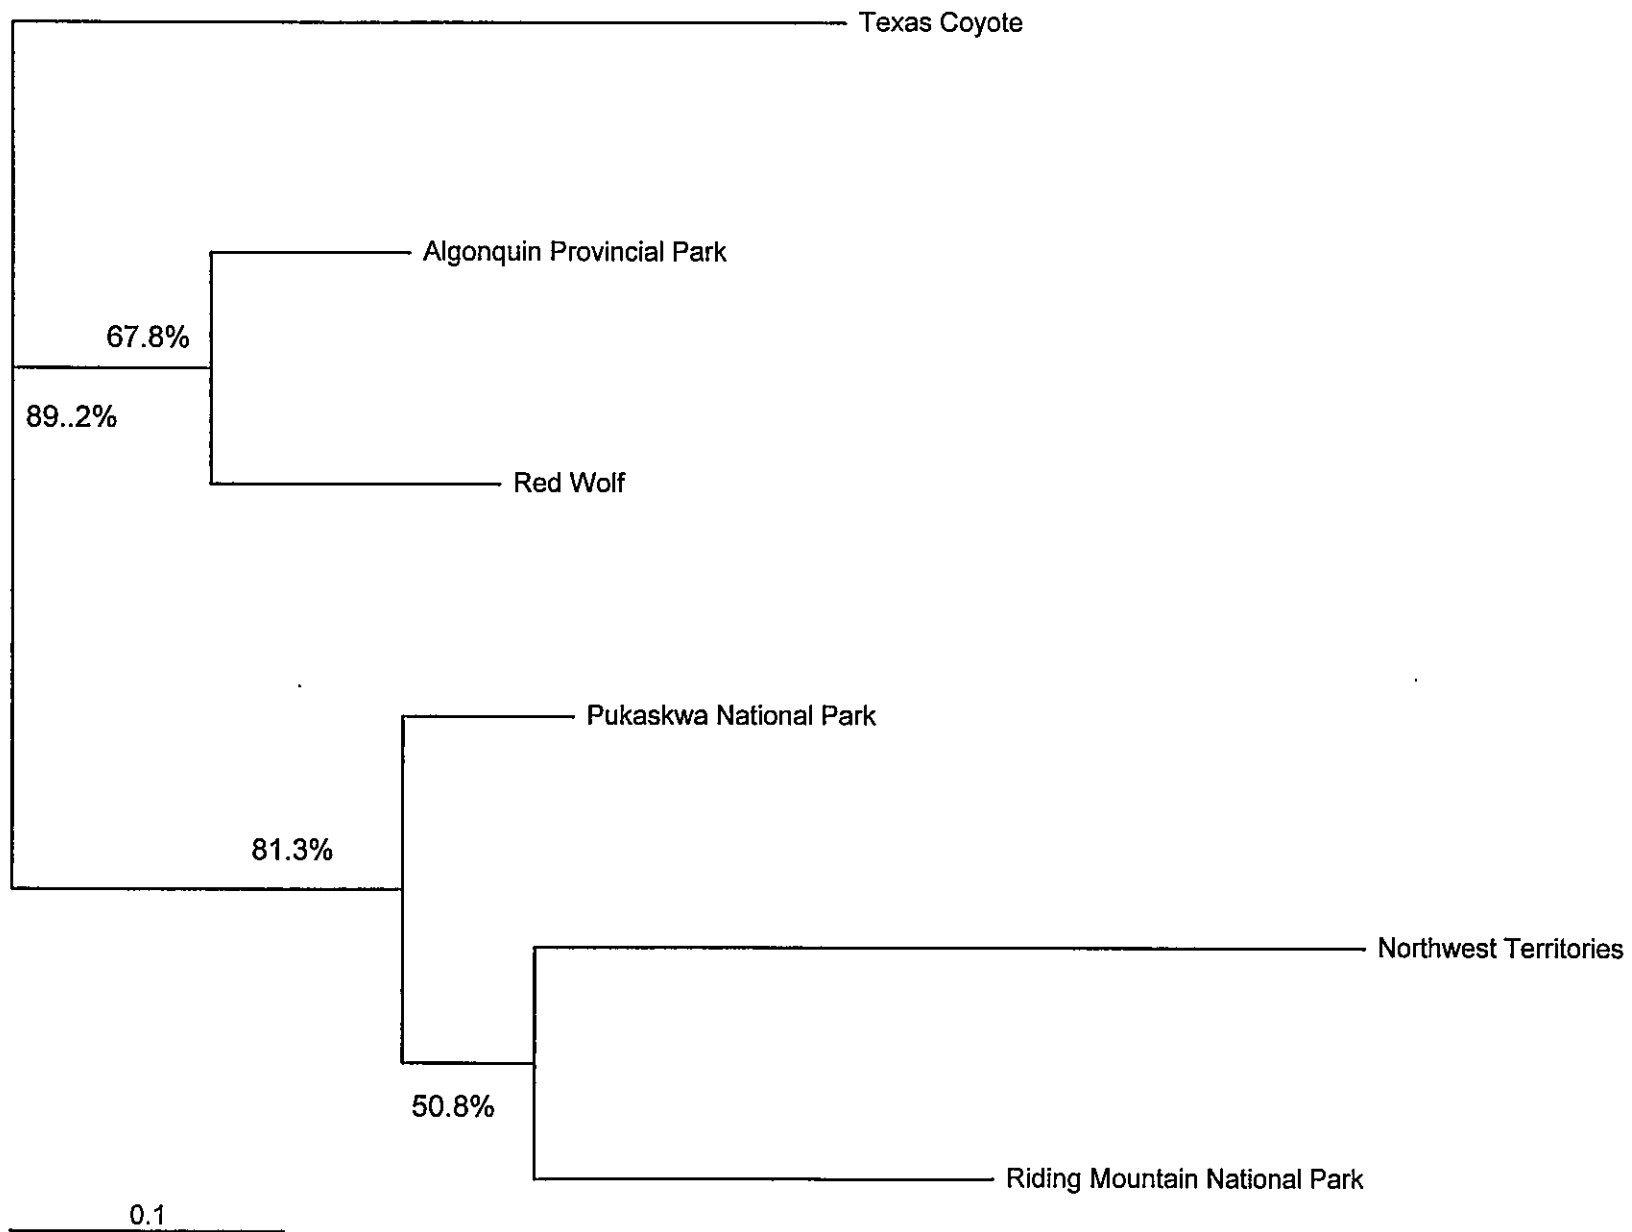 Texas Coyote
Algonquin Provincial Park
67.8%
89..2%
Red Wolf
Pukaskwa National Park
81.3%
Northwest Territories
50.8%
Riding Mountain National Park
0.1